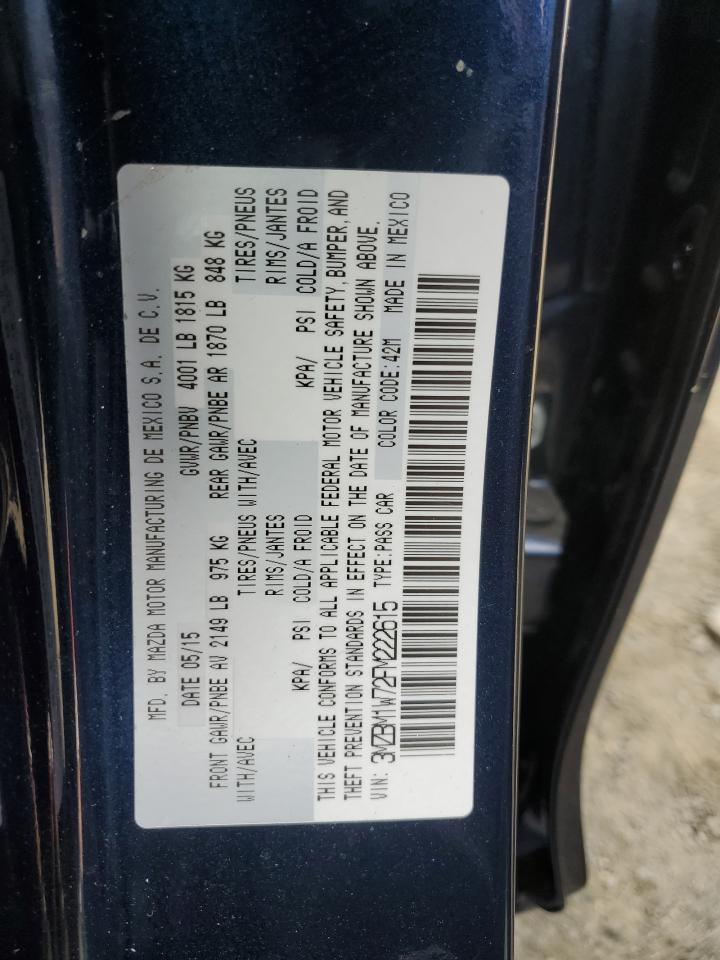 MFD. BY MAZDA MOTOR MANUFACTURING DE MEXICO S.A. DE C.V.
DATE 05/15 GVWR/PNBV 4001 LB 1815 KG
FRONT GAWR/PNBE AV 2149 LB 975 KG REAR GAWR/PNBE AR 1870 LB 848 KG
WITH/AVEC TIRES/PNEUS WITH/AVEC TIRES/PNEUS
RIMS/JANTES RIMS/JANTES
KPA/ PSI COLD/A FROID KPA/ PSI COLD/A FROID
THIS VEHICLE CONFORMS TO ALL APPLICABLE FEDERAL MOTOR VEHICLE SAFETY, BUMPER, AND
THEFT PREVENTION STANDARDS IN EFFECT ON THE DATE OF MANUFACTURE SHOWN ABOVE.
VIN: 3MZBM1W72FM222615 TYPE:PASS CAR COLOR CODE:42M MADE IN MEXICO